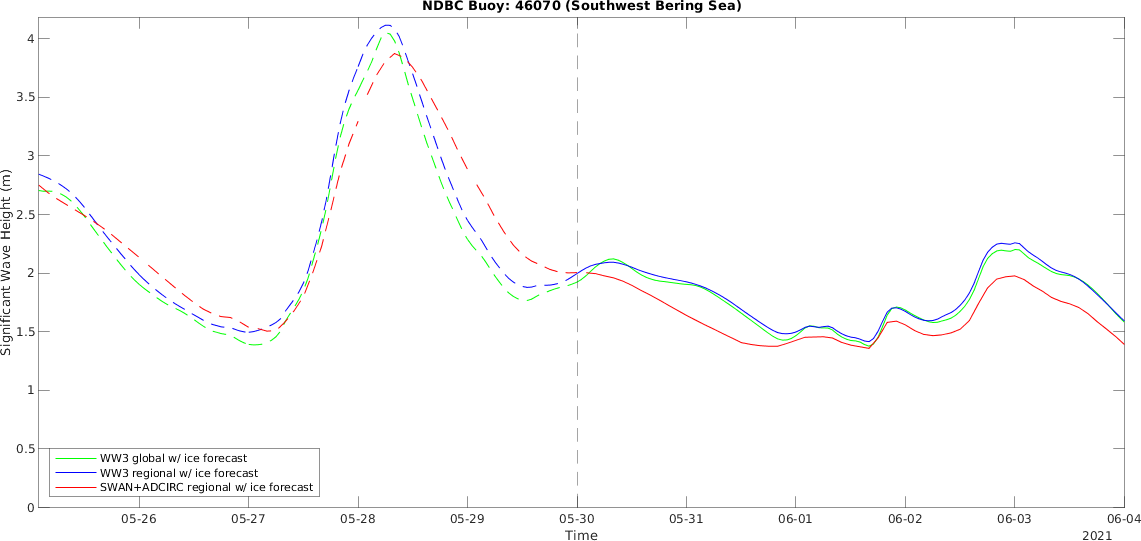 NDBC Buoy: 46070 (Southwest Bering Sea)
Significant Wave Height (m)
4
3.5
3
2.5
2
1.5
1
0.5
0
WW3 global w/ ice forecast
WW3 regional w/ ice forecast
SWAN+ADCIRC regional w/ ice forecast
05-26 05-27 05-28 05-29 05-30 05-31 06-01 06-02 06-03 06-04
Time
2021